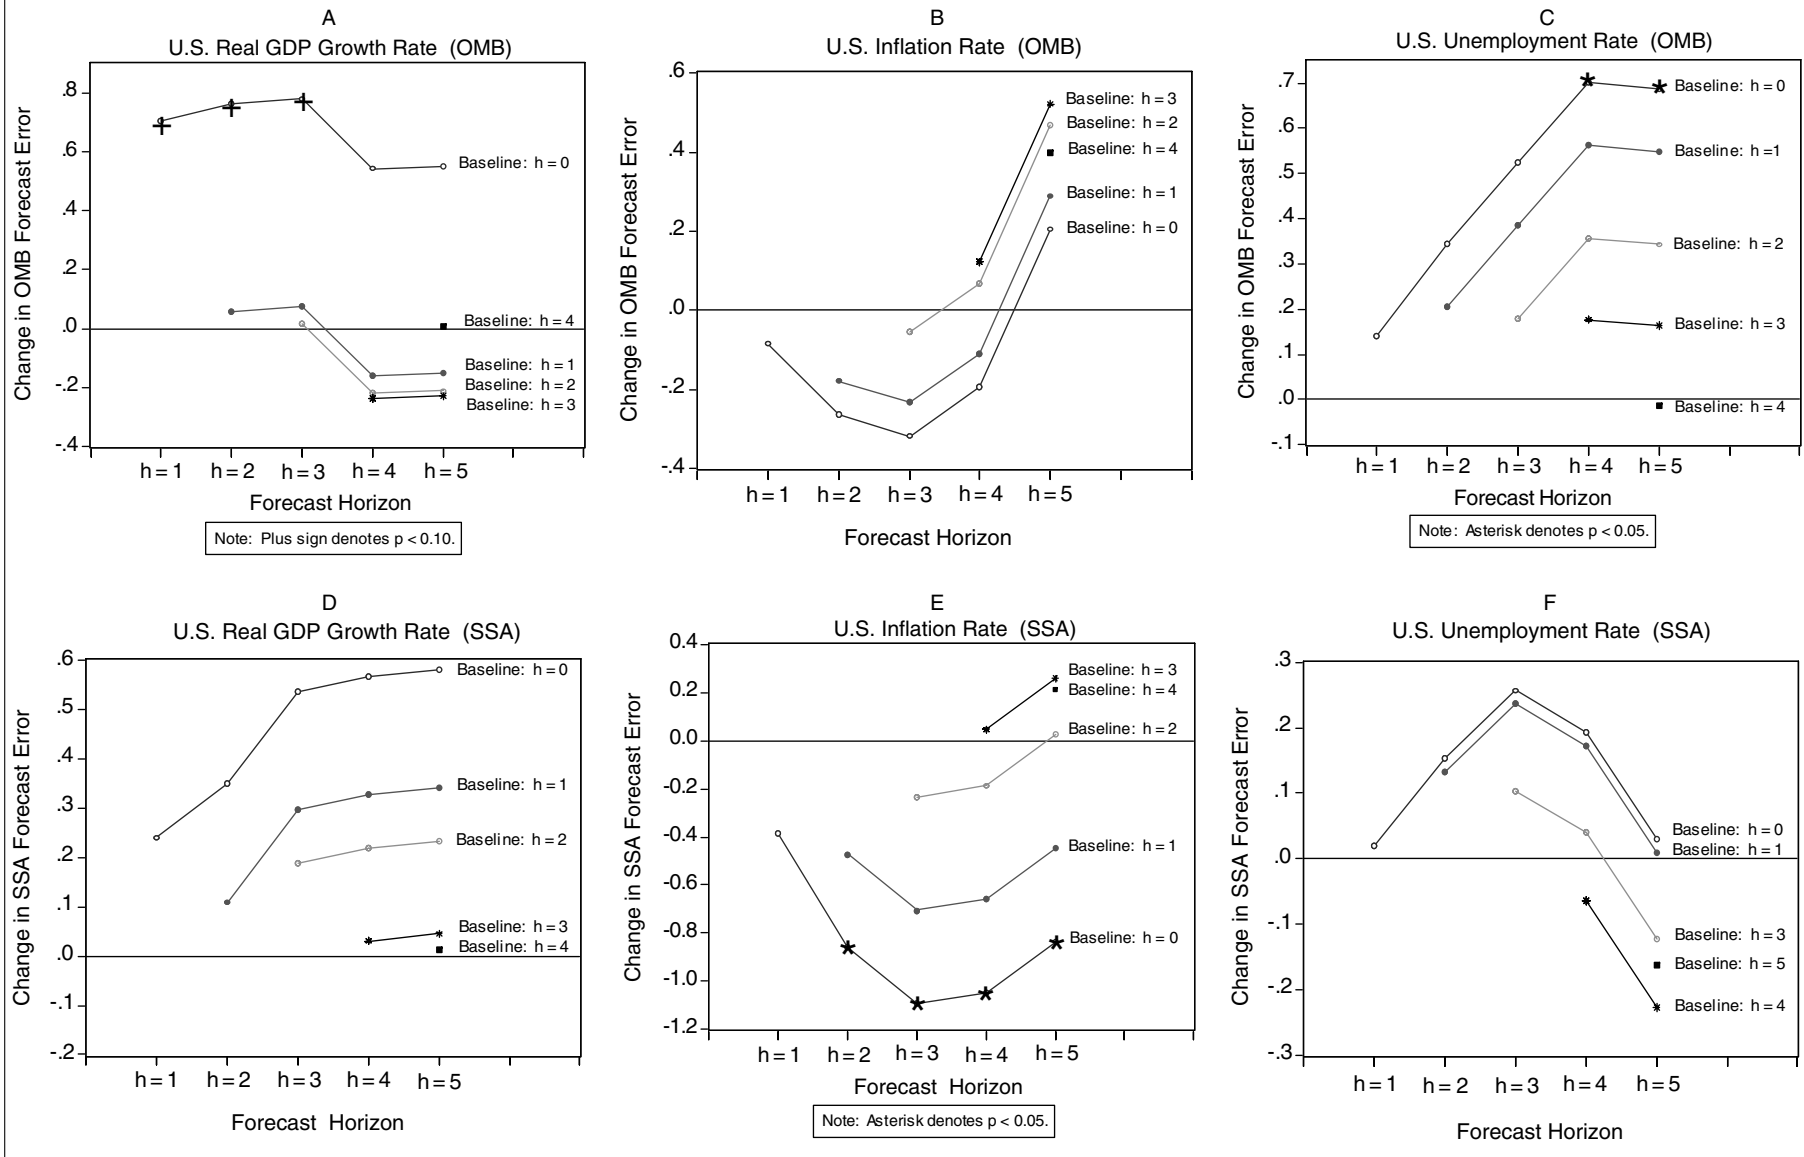 A
U.S. Real GDP Growth Rate (OMB)
Change in OMB Forecast Error
.8
.6
.4
.2
.0
-.2
-.4
Baseline: h = 0
Baseline: h = 4
Baseline: h = 1
Baseline: h = 2
Baseline: h = 3
h = 1 h = 2 h = 3 h = 4 h = 5
Forecast Horizon
Note: Plus sign denotes p < 0.10.
B
U.S. Inflation Rate (OMB)
Change in OMB Forecast Error
.6
.4
.2
.0
-.2
-.4
Baseline: h = 3
Baseline: h = 2
Baseline: h = 4
Baseline: h = 1
Baseline: h = 0
h = 1 h = 2 h = 3 h = 4 h = 5
Forecast Horizon
C
U.S. Unemployment Rate (OMB)
Change in OMB Forecast Error
.7
.6
.5
.4
.3
.2
.1
.0
-.1
Baseline: h = 0
Baseline: h =1
Baseline: h = 2
Baseline: h = 3
Baseline: h = 4
h = 1 h = 2 h = 3 h = 4 h = 5
Forecast Horizon
Note: Asterisk denotes p < 0.05.
D
U.S. Real GDP Growth Rate (SSA)
Change in SSA Forecast Error
.6
.5
.4
.3
.2
.1
.0
-.1
-.2
Baseline: h = 0
Baseline: h = 1
Baseline: h = 2
Baseline: h = 3
Baseline: h = 4
h = 1 h = 2 h = 3 h = 4 h = 5
Forecast Horizon
E
U.S. Inflation Rate (SSA)
Change in SSA Forecast Error
0.4
0.2
0.0
-0.2
-0.4
-0.6
-0.8
-1.0
-1.2
Baseline: h = 3
Baseline: h = 4
Baseline: h = 2
Baseline: h = 1
Baseline: h = 0
h = 1 h = 2 h = 3 h = 4 h = 5
Forecast Horizon
Note: Asterisk denotes p < 0.05.
F
U.S. Unemployment Rate (SSA)
Change in SSA Forecast Error
.3
.2
.1
.0
-.1
-.2
-.3
Baseline: h = 0
Baseline: h = 1
Baseline: h = 3
Baseline: h = 5
Baseline: h = 4
h = 1 h = 2 h = 3 h = 4 h = 5
Forecast Horizon